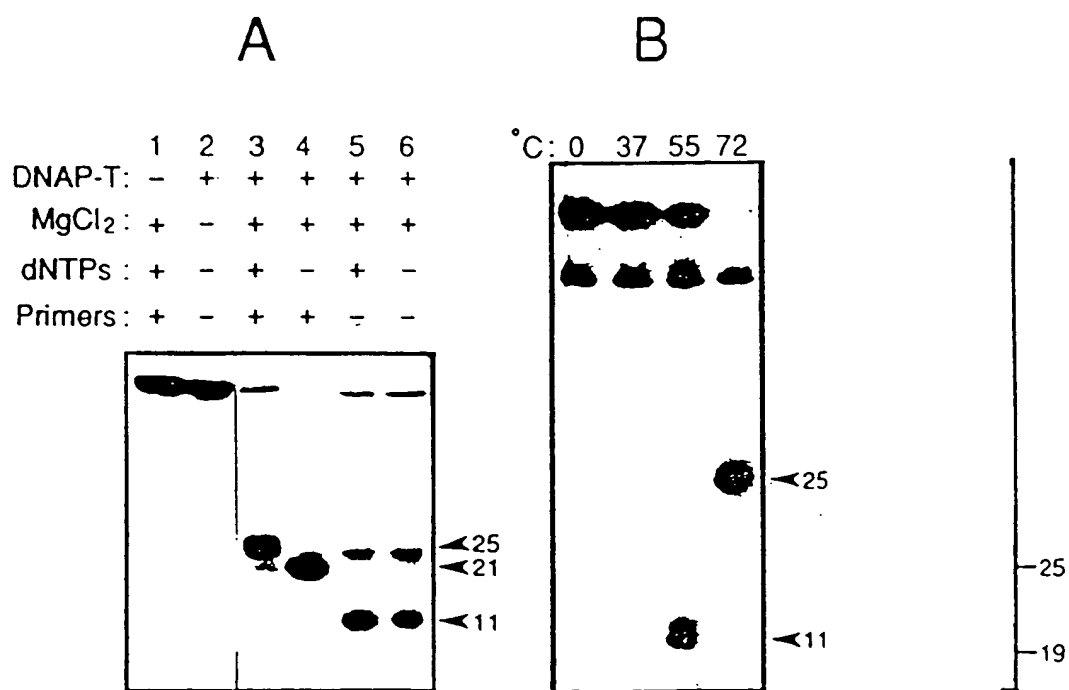 A
B
1 2 3 4 5 6
DNAP-T: - + + + + +
MgCl₂: + - + + + +
dNTPs: + - + - + -
Primers: + - + + - -
25
21
11
°C: 0 37 55 72
25
11
25
19